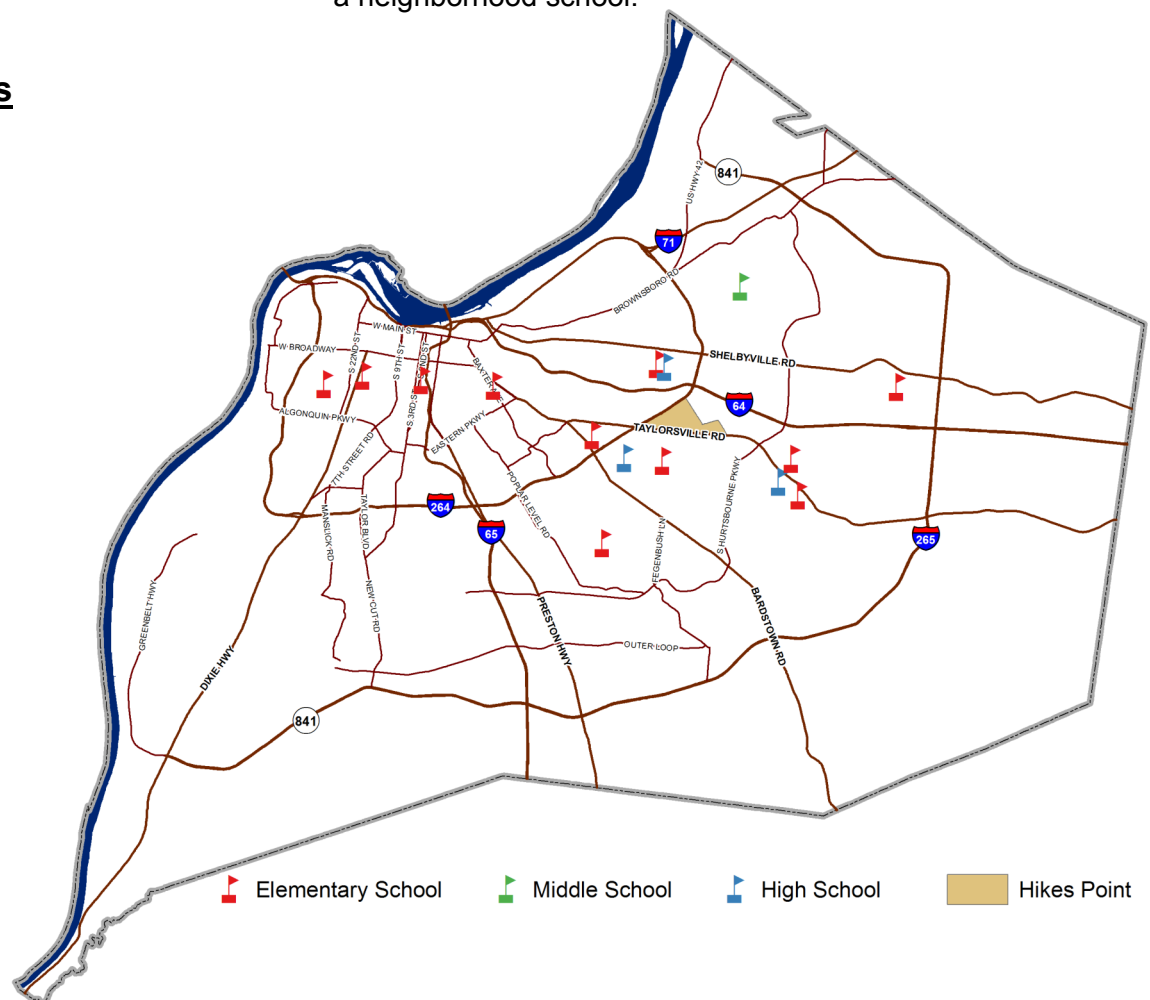 a neighborhood school.
s
841
US HWY 42
71
BROWNSBORO RD
W MAIN ST
W BROADWAY
S 22ND ST
S 9TH ST
S 3RD S
2ND ST
BAXTER
SHELBYVILLE RD
64
ALGONQUIN PKWY
EASTERN PKWY
TAYLORSVILLE RD
7TH STREET RD
POPLAR LEVEL RD
S HURTSBOURNE PKWY
264
65
265
MANSLICK RD
TAYLOR BLVD
FEGENBUSH LN
GREENBELT HWY
NEW CUT RD
PRESTON HWY
BARDSTOWN RD
OUTER LOOP
DIXIE HWY
841
Elementary School
Middle School
High School
Hikes Point